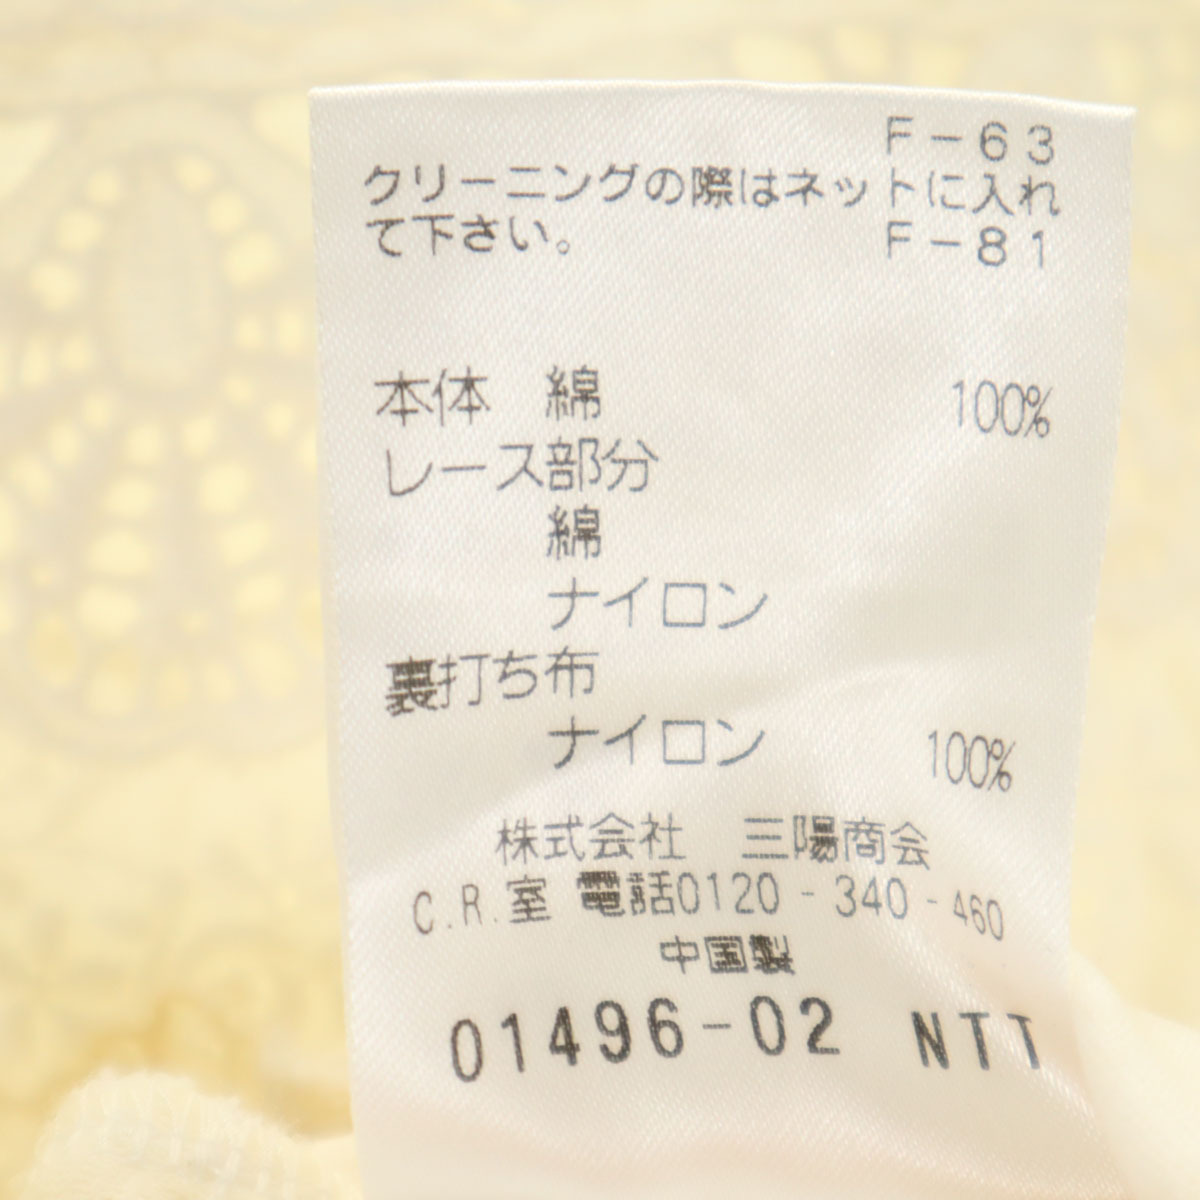 F－63
クリーニングの際はネットに入れ
て下さい。
F－81
本体 綿 100%
レース部分
綿
ナイロン
裏打ち布
ナイロン 100%
株式会社 三陽商会
C.R.室 電話0120-340-460
中国製
01496-02 NTT